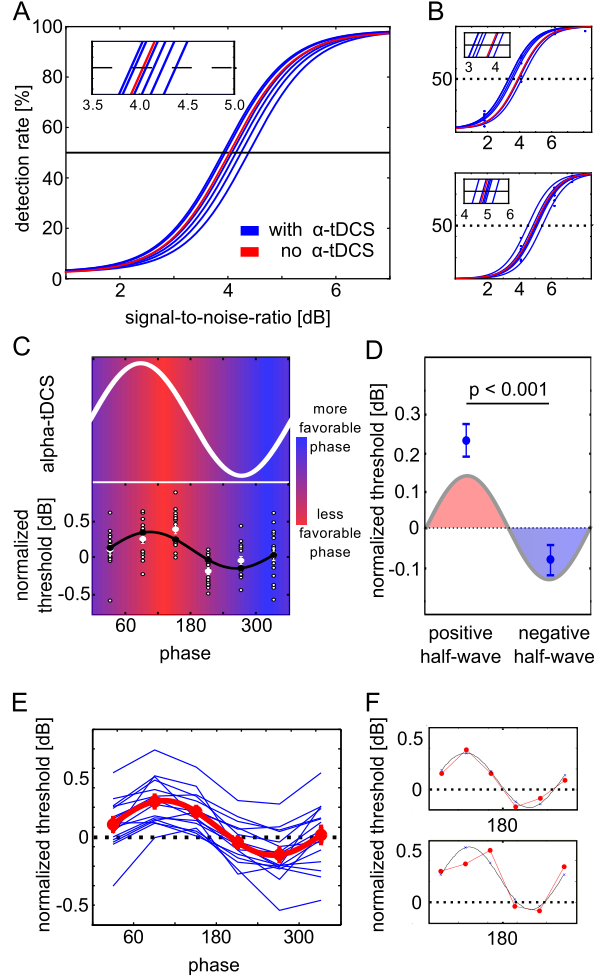 A
detection rate [%]
100
80
60
40
20
0
3.5 4.0 4.5 5.0
with α-tDCS
no α-tDCS
2 4 6
signal-to-noise-ratio [dB]
B
50
3 4
2 4 6 8
50
4 5 6
2 4 6 8
C
alpha-tDCS
normalized
threshold [dB]
0.5
0
-0.5
60 180 300
phase
more
favorable
phase
less
favorable
phase
D
normalized threshold [dB]
p < 0.001
0.3
0.2
0.1
0
-0.1
positive
half-wave
negative
half-wave
E
normalized threshold [dB]
0.5
0
-0.5
60 180 300
phase
F
normalized threshold [dB]
0.5
0
180
0.5
0
180